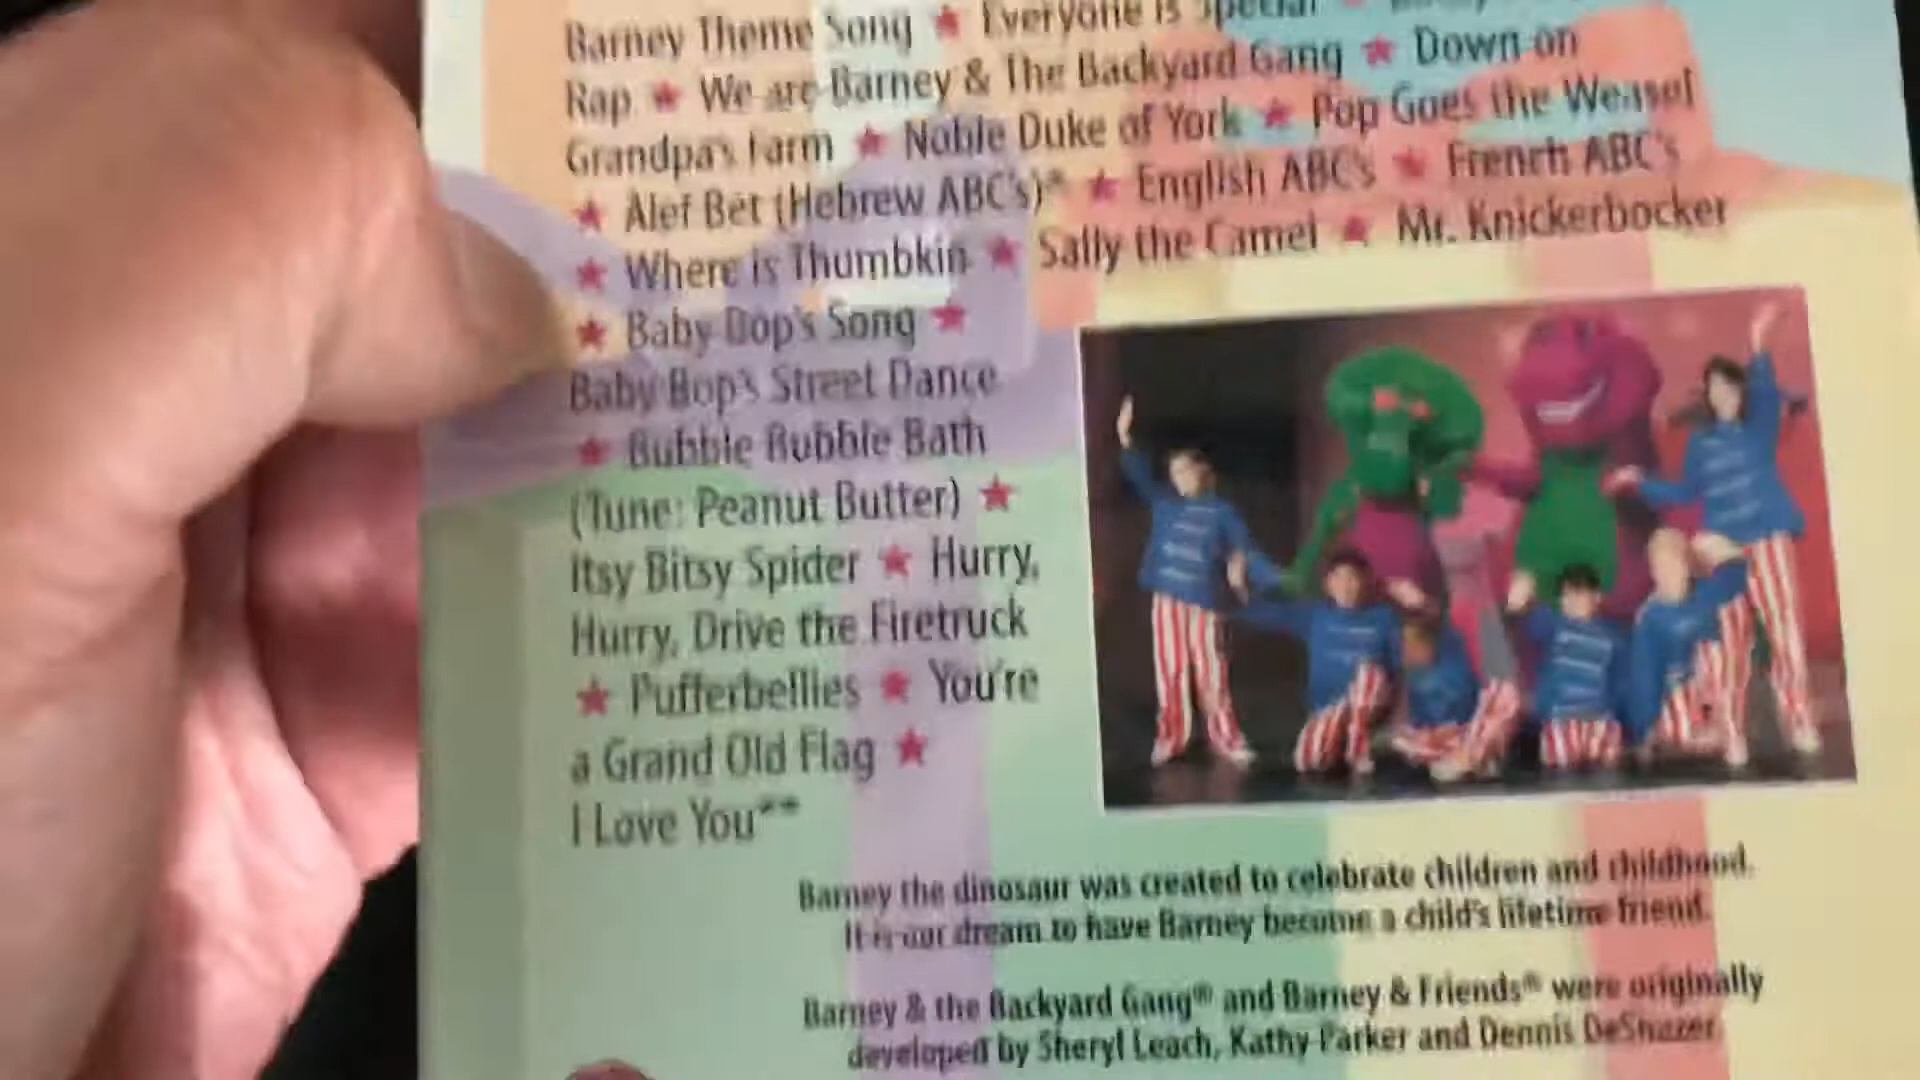 Barney Theme Song ★ Everyone is Special ★
Rap ★ We are Barney & The Backyard Gang ★ Down on
Grandpa's Farm ★ Noble Duke of York ★ Pop Goes the Weasel
★ Alef Bet (Hebrew ABC's)* ★ English ABC's ★ French ABC's
★ Where is Thumbkin ★ Sally the Camel ★ Mr. Knickerbocker
★ Baby Bop's Song ★
Baby Bop's Street Dance
★ Bubble Bubble Bath
(Tune: Peanut Butter) ★
Itsy Bitsy Spider ★ Hurry,
Hurry, Drive the Firetruck
★ Pufferbellies ★ You're
a Grand Old Flag ★
I Love You**
Barney the dinosaur was created to celebrate children and childhood.
It is our dream to have Barney become a child's lifetime friend.
Barney & the Backyard Gang® and Barney & Friends® were originally
developed by Sheryl Leach, Kathy Parker and Dennis DeShazer.